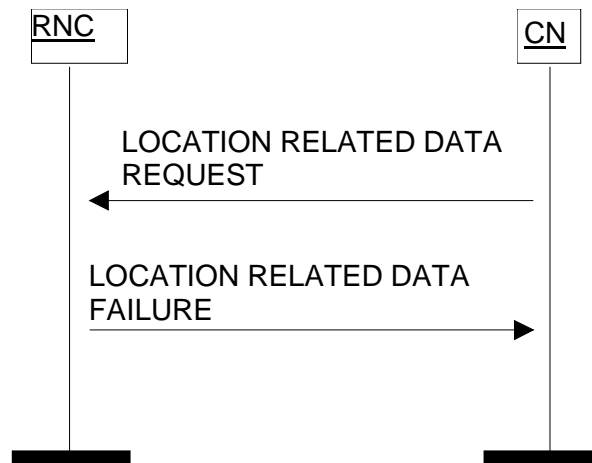 RNC
CN
LOCATION RELATED DATA
REQUEST
LOCATION RELATED DATA
FAILURE